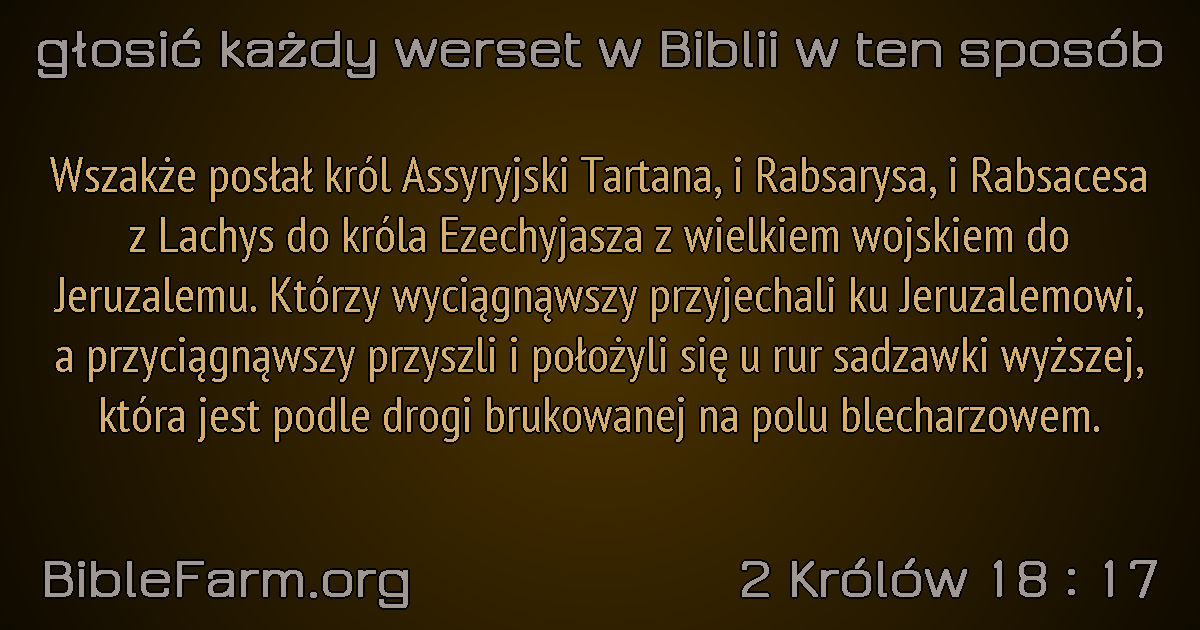 głosić każdy werset w Biblii w ten sposób
Wszakże posłał król Assyryjski Tartana, i Rabsarysa, i Rabsacesa
z Lachys do króla Ezechyjasza z wielkiem wojskiem do
Jeruzalemu. Którzy wyciągnąwszy przyjechali ku Jeruzalemowi,
a przyciągnąwszy przyszli i położyli się u rur sadzawki wyższej,
która jest podle drogi brukowanej na polu blecharzowem.
BibleFarm.org
2 Królów 18 : 17